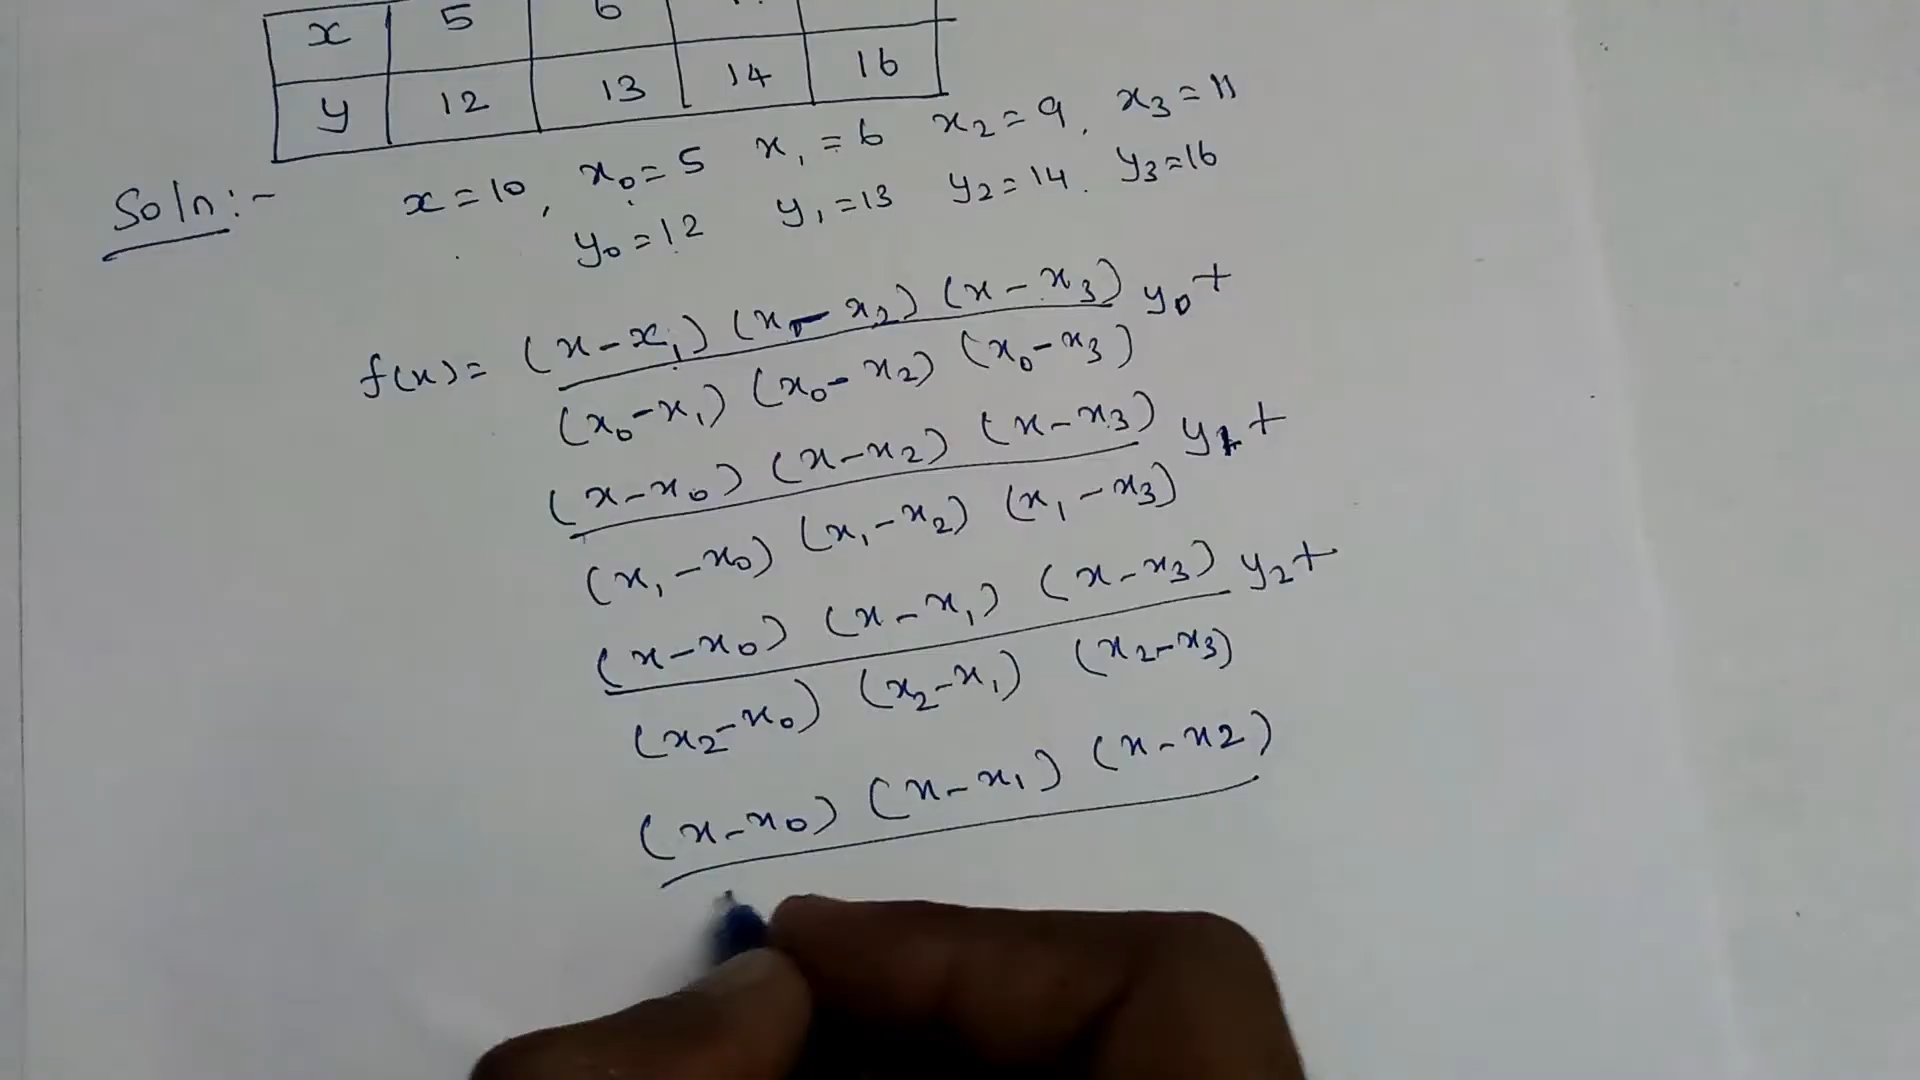 x 5 6
y 12 13 14 16
Soln:- x=10, x₀=5 x₁=6 x₂=9, x₃=11
y₀=12 y₁=13 y₂=14. y₃=16
f(x)= (x-x₁) (x-x₂) (x-x₃) y₀+
(x₀-x₁) (x₀-x₂) (x₀-x₃)
(x-x₀) (x-x₂) (x-x₃) y₁+
(x₁-x₀) (x₁-x₂) (x₁-x₃)
(x-x₀) (x-x₁) (x-x₃) y₂+
(x₂-x₀) (x₂-x₁) (x₂-x₃)
(x-x₀) (x-x₁) (x-x2)